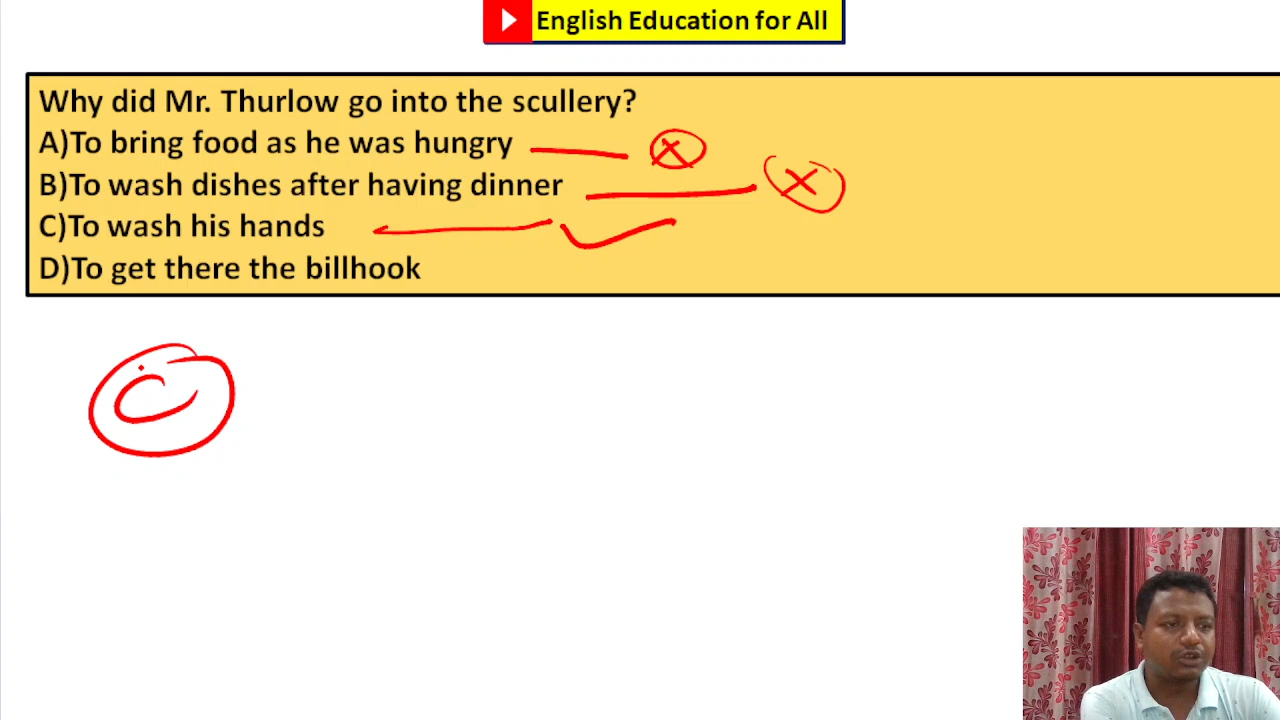 English Education for All
Why did Mr. Thurlow go into the scullery?
A)To bring food as he was hungry
B)To wash dishes after having dinner
C)To wash his hands
D)To get there the billhook
C